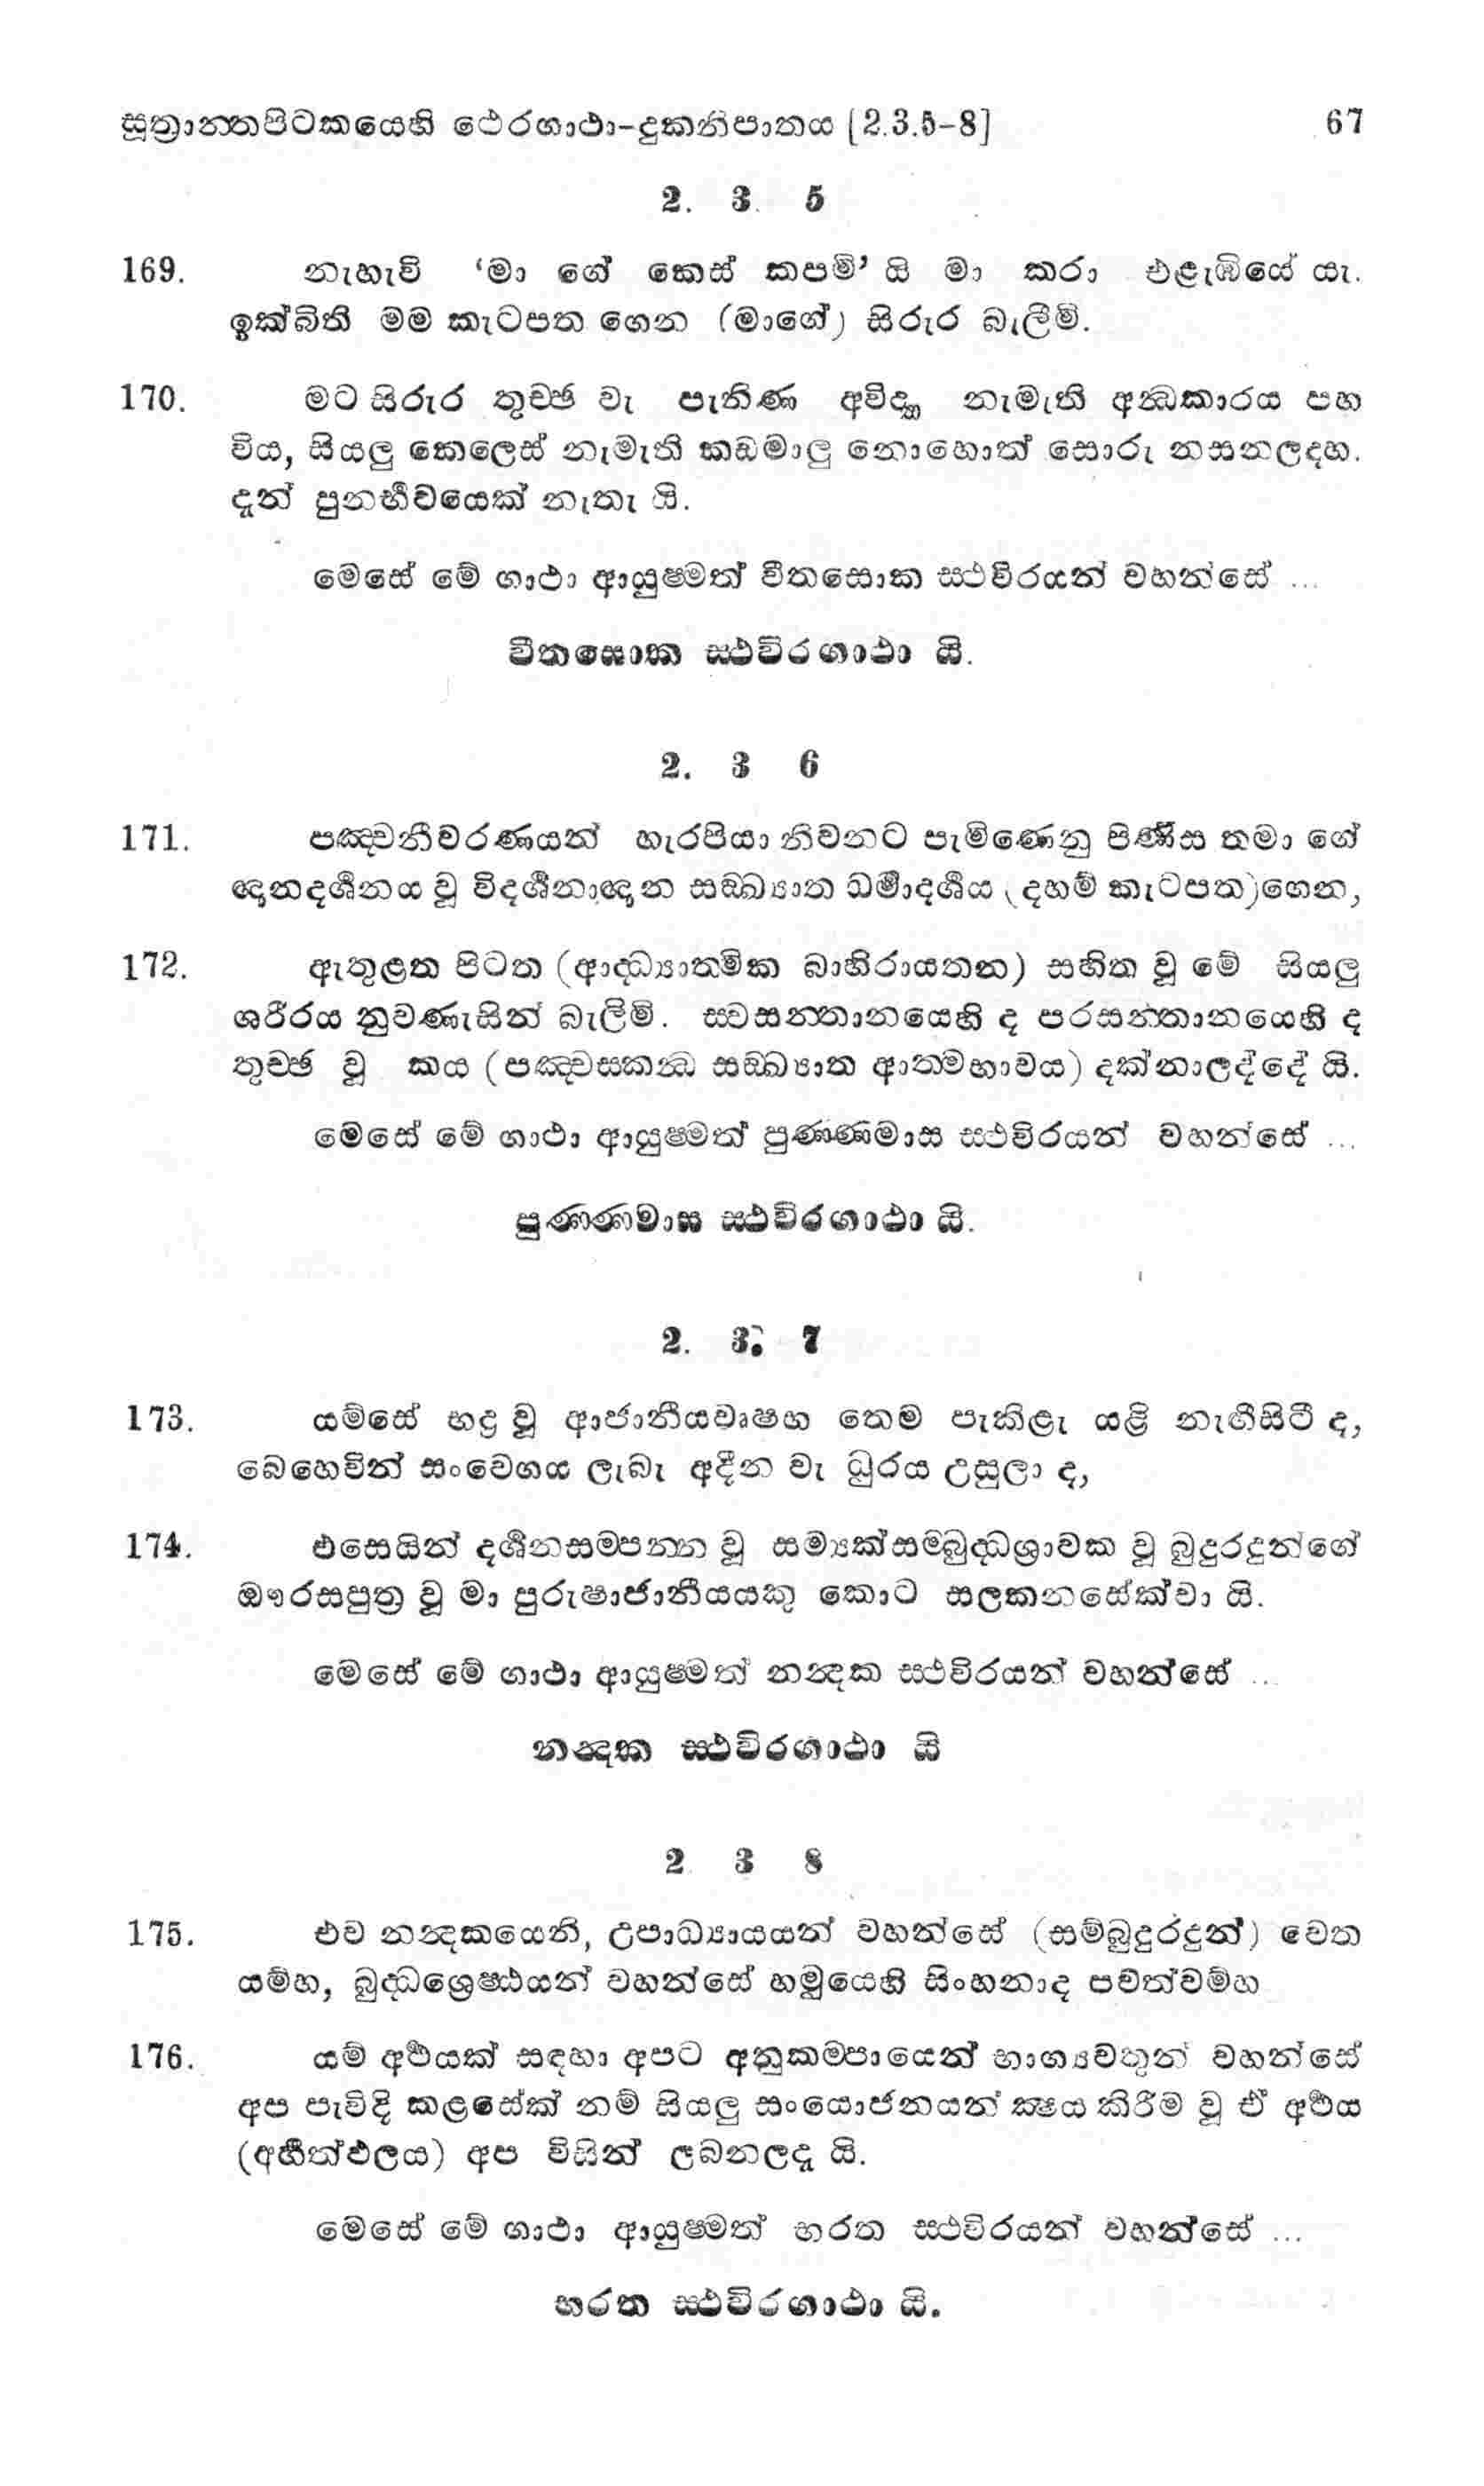 සූත්‍රාන්තපිටකයෙහි ථෙරගාථා-දුකනිපාතය [2.3.5-8] 67
2. 3. 5
169. නැහැවි ‘මා ගේ කෙස් කපමි’ යි මා කරා එළැඹියේ යැ.
ඉක්බිති මම කැටපත ගෙන (මාගේ) සිරුර බැලීමි.
170. මට සිරුර තුච්ඡ වැ පැතිණ අවිද්‍යා නැමැති අන්‍ධකාරය පහ
විය, සියලු කෙලෙස් නැමැති කඩමාලු නොහොත් සොරු නසනලදහ.
දැන් පුනර්භවයෙක් නැතැ යි.
මෙසේ මේ ගාථා ආයුෂ්මත් වීතසොක ස්ථවිරයන් වහන්සේ ...
වීතසොක ස්ථවිරගාථා යි.
2. 3 6
171. පඤ්චනීවරණයන් හැරපියා නිවනට පැමිණෙනු පිණිස තමා ගේ
ඥානදර්ශනය වූ විදර්ශනාඥාන සඞ්ඛ්‍යාත ධර්මාදර්ශය (දහම් කැටපත)ගෙන,
172. ඇතුළත පිටත (ආද්ධ්‍යාත්මික බාහිරායතන) සහිත වූ මේ සියලු
ශරීරය නුවණැසින් බැලීමි. ස්වසන්තානයෙහි ද පරසන්තානයෙහි ද
තුච්ඡ වූ කය (පඤ්චස්කන්‍ධ සඞ්ඛ්‍යාත ආත්මභාවය) දක්නාලද්දේ යි.
මෙසේ මේ ගාථා ආයුෂ්මත් පුණ්ණමාස ස්ථවිරයන් වහන්සේ ...
පුණ්ණමාස ස්ථවිරගාථා යි.
2. 3. 7
173. යම්සේ භද්‍ර වූ ආජානීයවෘෂභ තෙම පැකිළැ යළි නැඟීසිටී ද,
බෙහෙවින් සංවෙගය ලැබැ අදීන වැ ධුරය උසුලා ද,
174. එසෙයින් දර්ශනසම්පන්න වූ සම්‍යක්සම්බුද්ධශ්‍රාවක වූ බුදුරදුන්ගේ
ඖරසපුත්‍ර වූ මා පුරුෂාජානීයයකු කොට සලකනසේක්වා යි.
මෙසේ මේ ගාථා ආයුෂ්මත් නන්‍දක ස්ථවිරයන් වහන්සේ ...
නන්‍දක ස්ථවිරගාථා යි
2 3 8
175. එව නන්‍දකයෙනි, උපාධ්‍යායයන් වහන්සේ (සම්බුදුරදුන්) වෙත
යම්හ, බුද්ධශ්‍රෙෂ්ඨයන් වහන්සේ හමුයෙහි සිංහනාද පවත්වම්හ
176. යම් අර්ථයක් සඳහා අපට අනුකම්පායෙන් භාග්‍යවතුන් වහන්සේ
අප පැවිදි කළසේක් නම් සියලු සංයොජනයන් ක්ෂය කිරීම වූ ඒ අර්ථය
(අර්හත්ඵලය) අප විසින් ලබනලදැ යි.
මෙසේ මේ ගාථා ආයුෂ්මත් භරත ස්ථවිරයන් වහන්සේ ...
භරත ස්ථවිරගාථා යි.